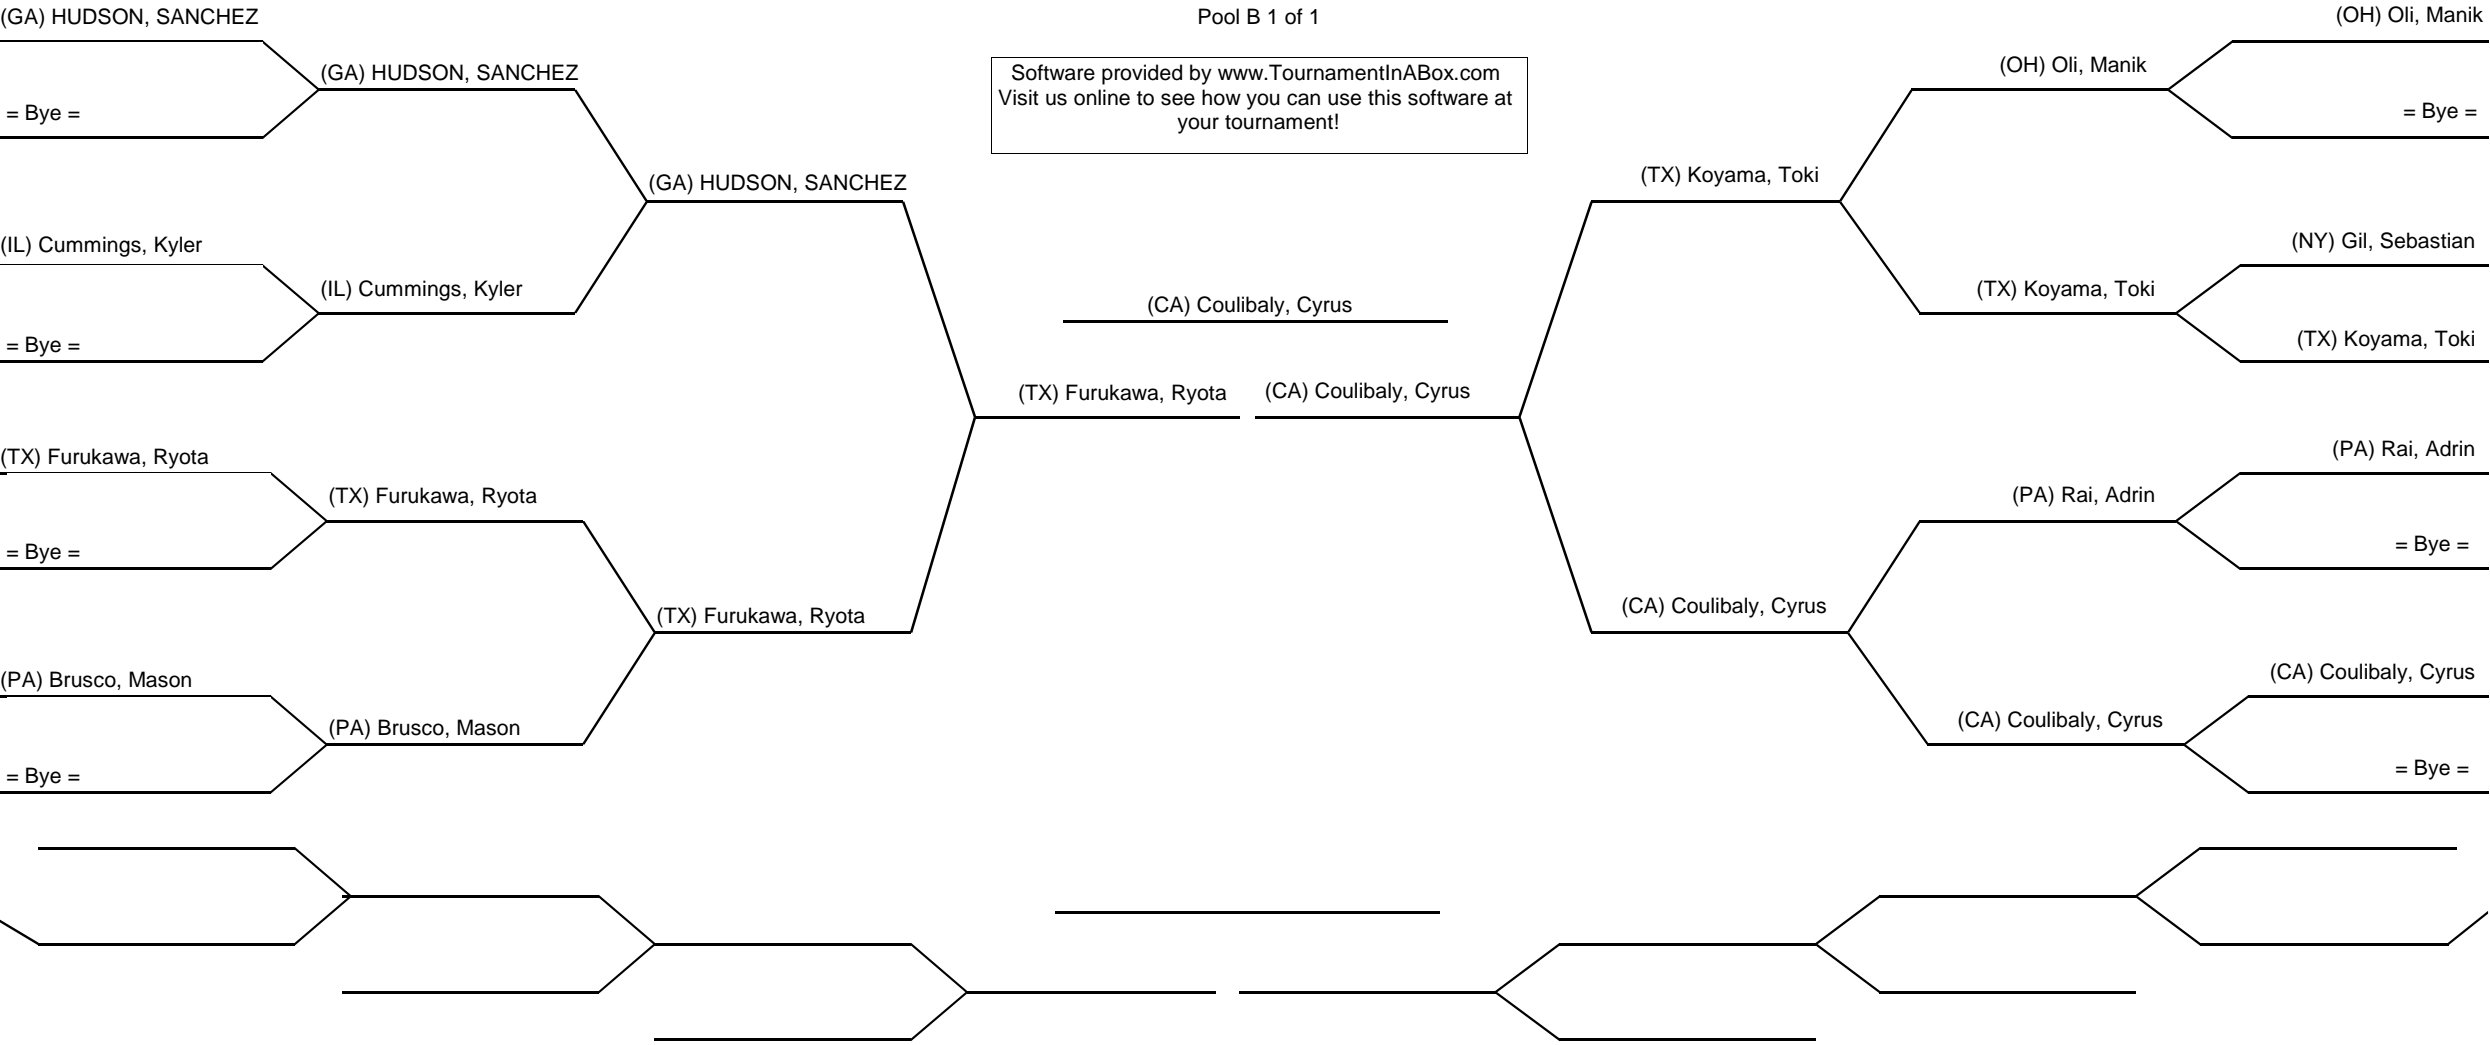 (GA) HUDSON, SANCHEZ
Pool B 1 of 1
(OH) Oli, Manik
(GA) HUDSON, SANCHEZ
Software provided by www.TournamentInABox.com
Visit us online to see how you can use this software at
your tournament!
(OH) Oli, Manik
= Bye =
= Bye =
(GA) HUDSON, SANCHEZ
(TX) Koyama, Toki
(IL) Cummings, Kyler
(NY) Gil, Sebastian
(IL) Cummings, Kyler
(CA) Coulibaly, Cyrus
(TX) Koyama, Toki
= Bye =
(TX) Koyama, Toki
(TX) Furukawa, Ryota
(CA) Coulibaly, Cyrus
(TX) Furukawa, Ryota
(PA) Rai, Adrin
(TX) Furukawa, Ryota
(PA) Rai, Adrin
= Bye =
= Bye =
(TX) Furukawa, Ryota
(CA) Coulibaly, Cyrus
(PA) Brusco, Mason
(CA) Coulibaly, Cyrus
(PA) Brusco, Mason
(CA) Coulibaly, Cyrus
= Bye =
= Bye =